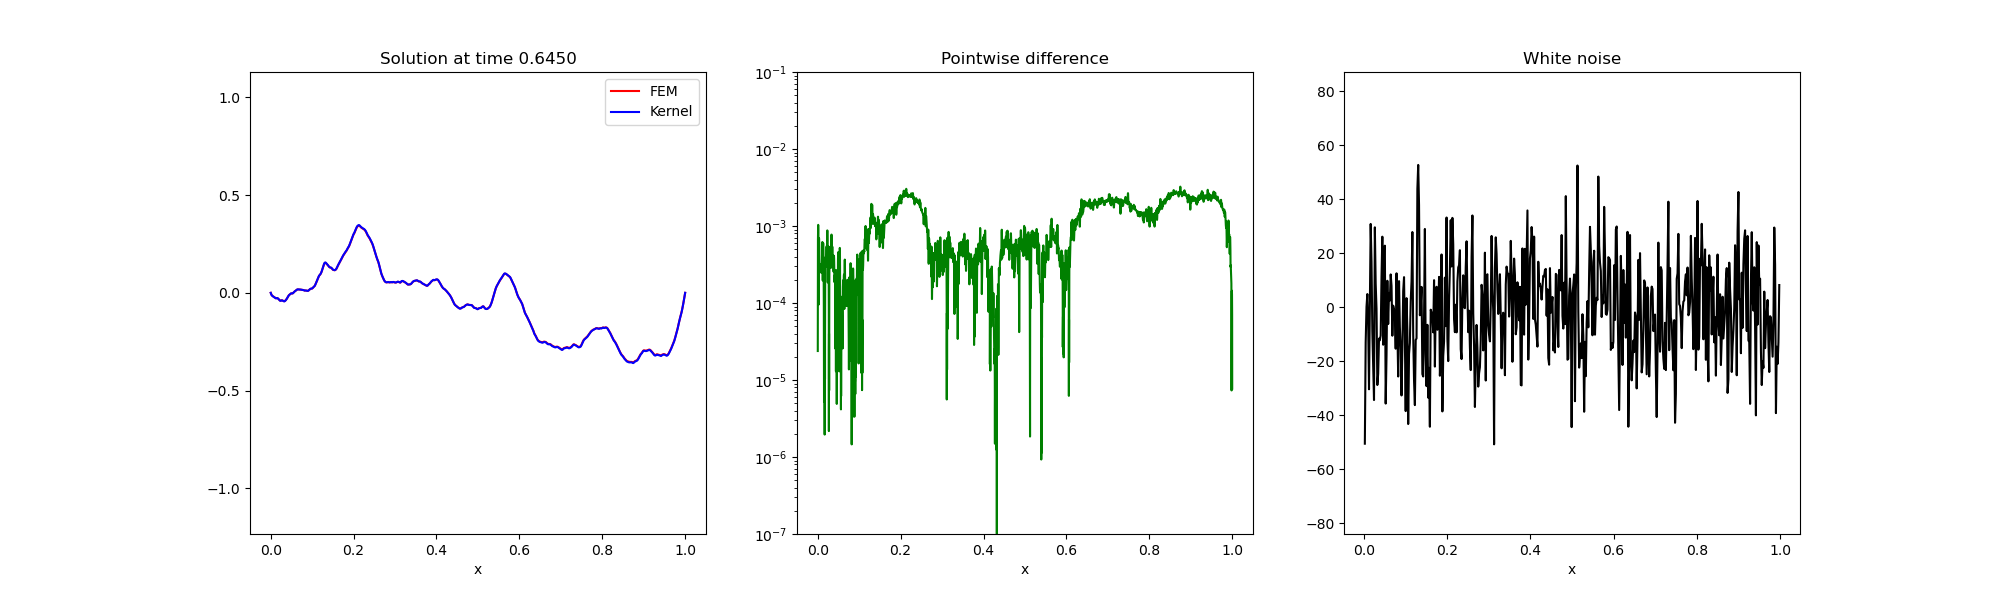 Solution at time 0.6450
FEM
Kernel
1.0
0.5
0.0
−0.5
−1.0
0.0 0.2 0.4 0.6 0.8 1.0
x
Pointwise difference
10⁻¹
10⁻²
10⁻³
10⁻⁴
10⁻⁵
10⁻⁶
10⁻⁷
0.0 0.2 0.4 0.6 0.8 1.0
x
White noise
80
60
40
20
0
−20
−40
−60
−80
0.0 0.2 0.4 0.6 0.8 1.0
x